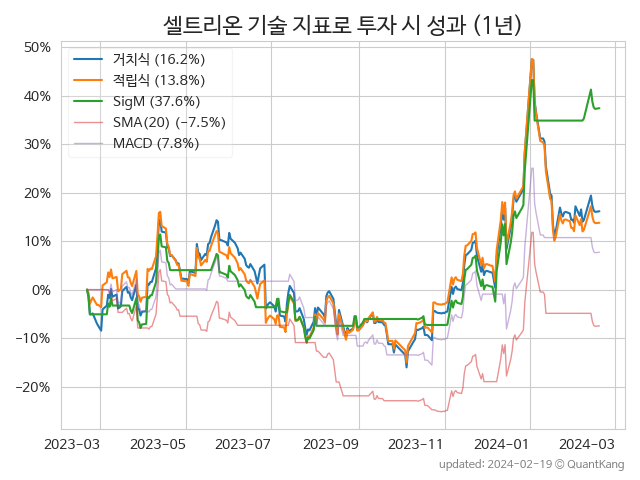 셀트리온 기술 지표로 투자 시 성과 (1년)
50%
40%
30%
20%
10%
0%
−10%
−20%
거치식 (16.2%)
적립식 (13.8%)
SigM (37.6%)
SMA(20) (−7.5%)
MACD (7.8%)
2023-03
2023-05
2023-07
2023-09
2023-11
2024-01
2024-03
updated: 2024-02-19 © QuantKang